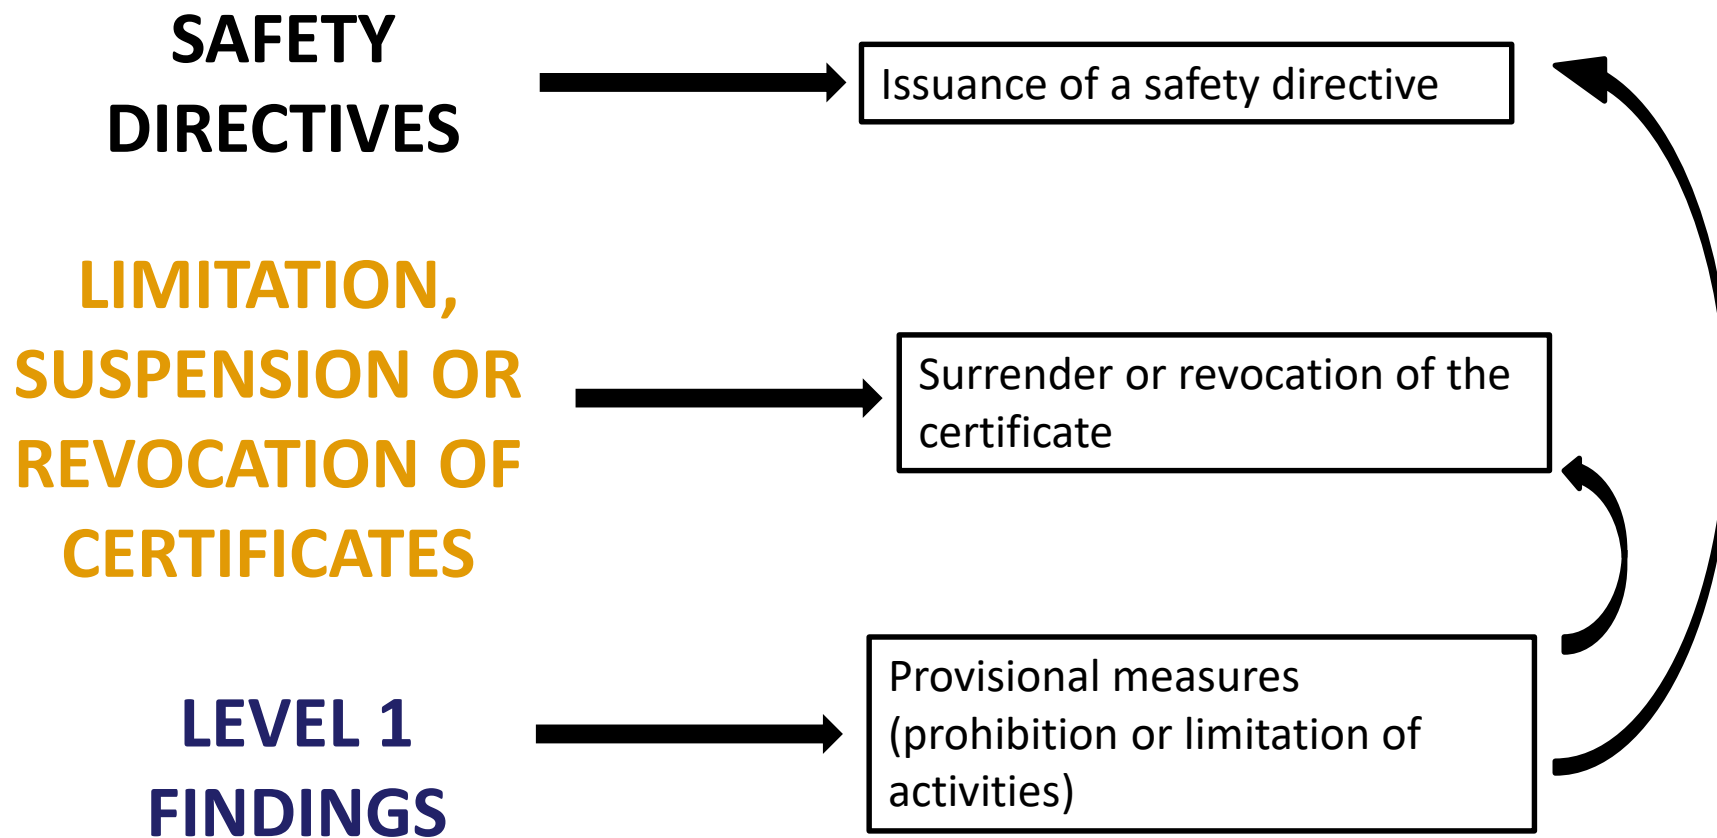 SAFETY
DIRECTIVES
Issuance of a safety directive
LIMITATION,
SUSPENSION OR
REVOCATION OF
CERTIFICATES
Surrender or revocation of the
certificate
LEVEL 1
FINDINGS
Provisional measures
(prohibition or limitation of
activities)